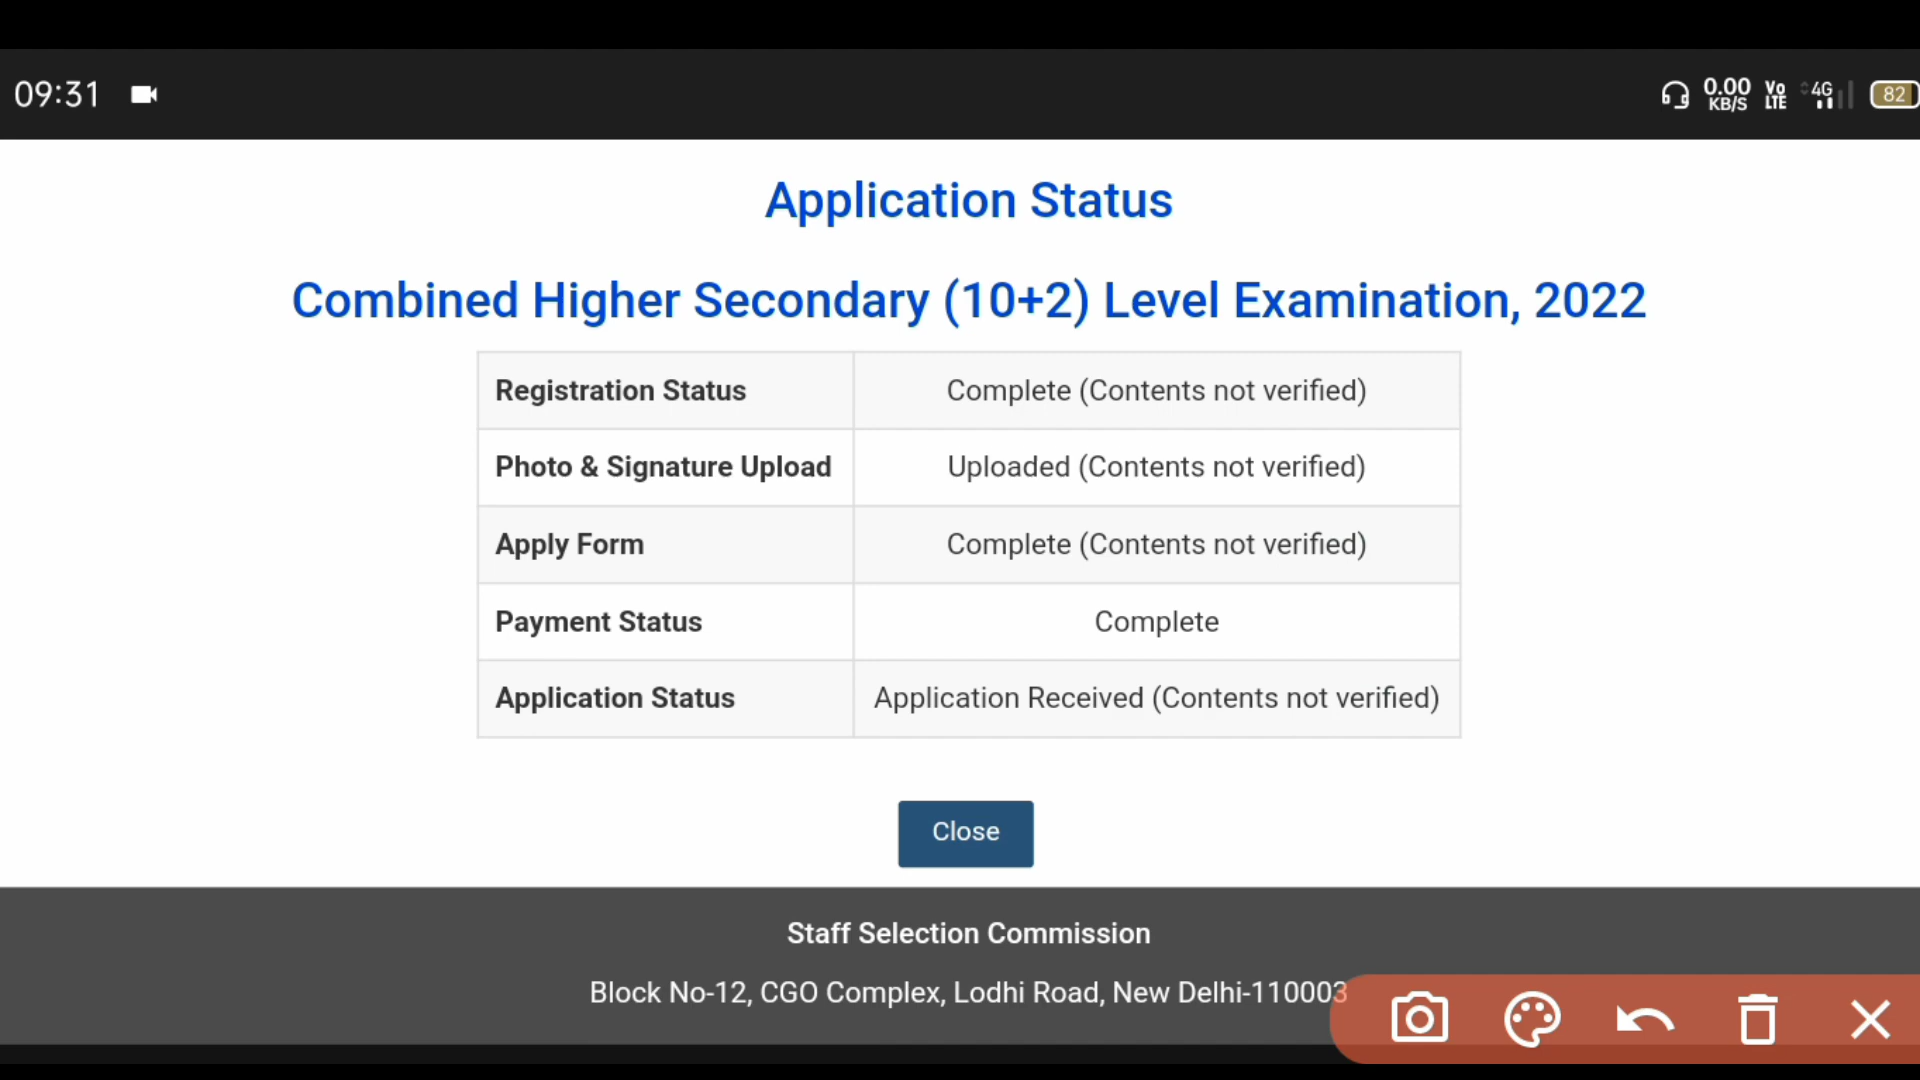 09:31 0.00 KB/S Vo LTE 4G 82
Application Status
Combined Higher Secondary (10+2) Level Examination, 2022
Registration Status Complete (Contents not verified)
Photo & Signature Upload Uploaded (Contents not verified)
Apply Form Complete (Contents not verified)
Payment Status Complete
Application Status Application Received (Contents not verified)
Close
Staff Selection Commission
Block No-12, CGO Complex, Lodhi Road, New Delhi-110003